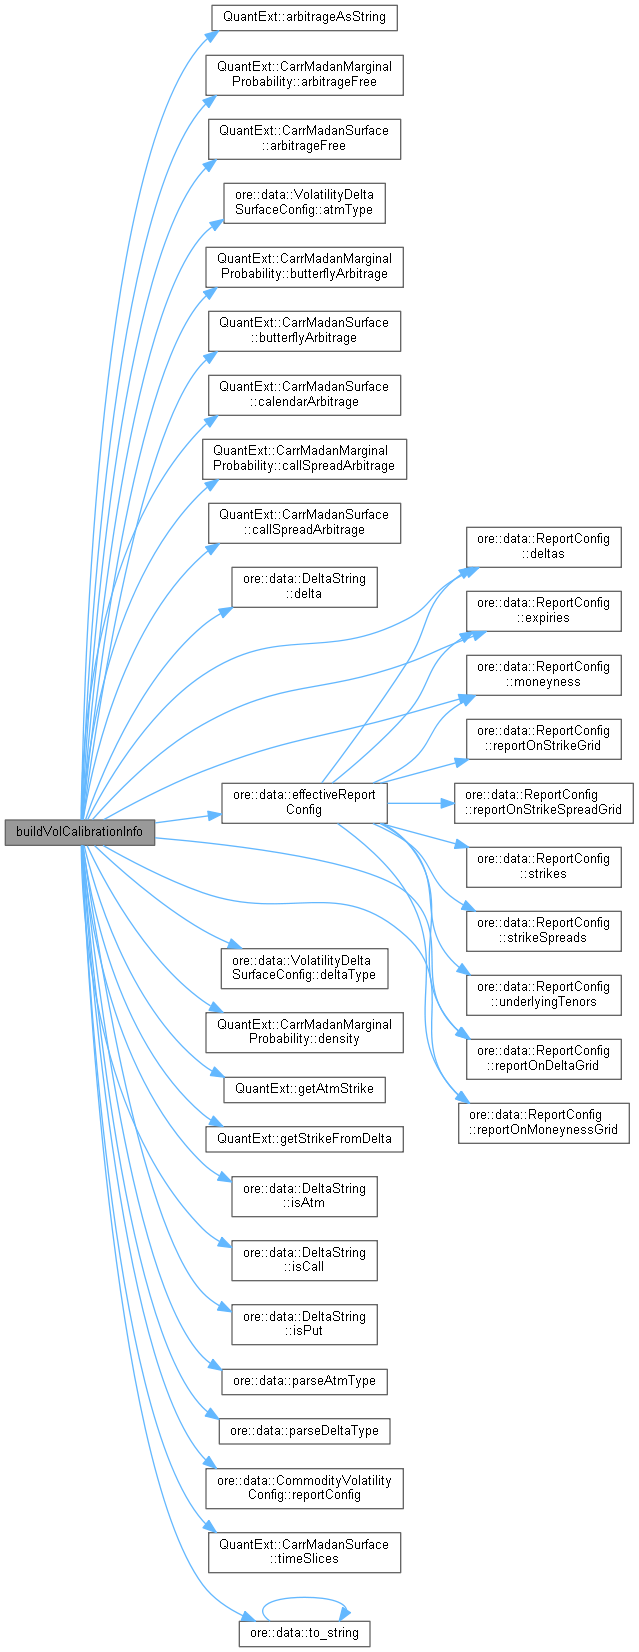 QuantExt::arbitrageAsString
QuantExt::CarrMadanMarginal
Probability::arbitrageFree
QuantExt::CarrMadanSurface
::arbitrageFree
ore::data::VolatilityDelta
SurfaceConfig::atmType
QuantExt::CarrMadanMarginal
Probability::butterflyArbitrage
QuantExt::CarrMadanSurface
::butterflyArbitrage
QuantExt::CarrMadanSurface
::calendarArbitrage
QuantExt::CarrMadanMarginal
Probability::callSpreadArbitrage
QuantExt::CarrMadanSurface
::callSpreadArbitrage
ore::data::DeltaString
::delta
buildVolCalibrationInfo
ore::data::effectiveReport
Config
ore::data::ReportConfig
::deltas
ore::data::ReportConfig
::expiries
ore::data::ReportConfig
::moneyness
ore::data::ReportConfig
::reportOnStrikeGrid
ore::data::ReportConfig
::reportOnStrikeSpreadGrid
ore::data::ReportConfig
::strikes
ore::data::ReportConfig
::strikeSpreads
ore::data::ReportConfig
::underlyingTenors
ore::data::ReportConfig
::reportOnDeltaGrid
ore::data::ReportConfig
::reportOnMoneynessGrid
ore::data::VolatilityDelta
SurfaceConfig::deltaType
QuantExt::CarrMadanMarginal
Probability::density
QuantExt::getAtmStrike
QuantExt::getStrikeFromDelta
ore::data::DeltaString
::isAtm
ore::data::DeltaString
::isCall
ore::data::DeltaString
::isPut
ore::data::parseAtmType
ore::data::parseDeltaType
ore::data::CommodityVolatility
Config::reportConfig
QuantExt::CarrMadanSurface
::timeSlices
ore::data::to_string